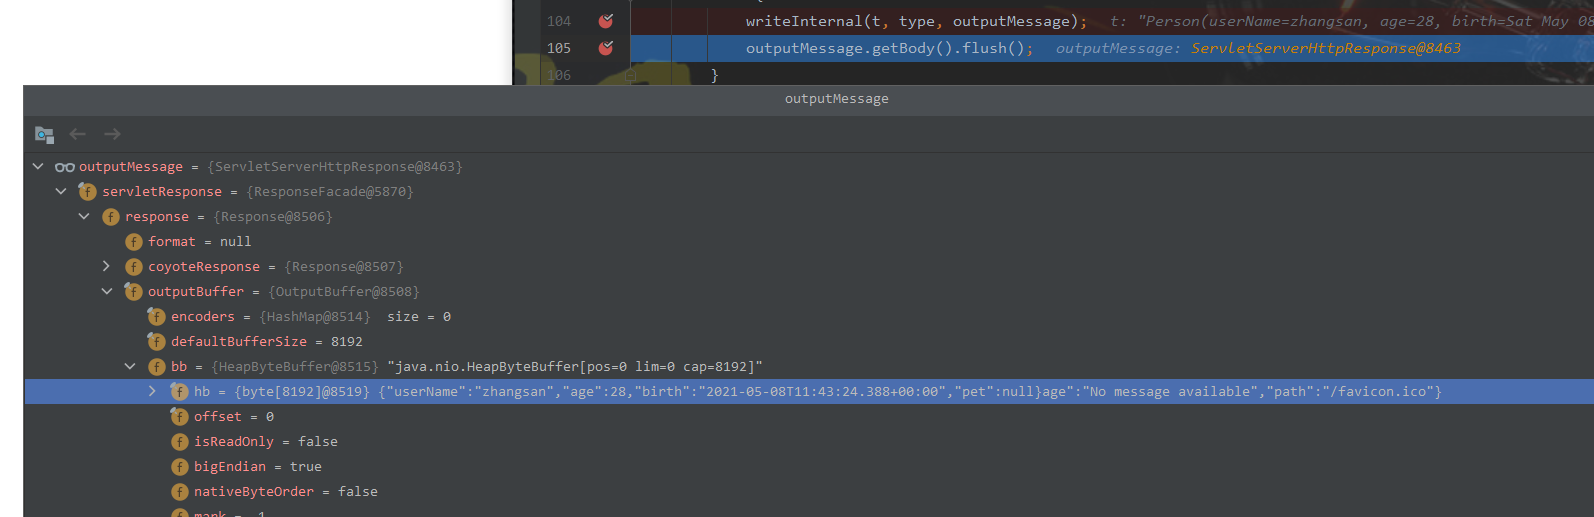 104 writeInternal(t, type, outputMessage); t: "Person(userName=zhangsan, age=28, birth=Sat May 08
105 outputMessage.getBody().flush(); outputMessage: ServletServerHttpResponse@8463
106 }
outputMessage
outputMessage = {ServletServerHttpResponse@8463}
f servletResponse = {ResponseFacade@5870}
f response = {Response@8506}
f format = null
f coyoteResponse = {Response@8507}
f outputBuffer = {OutputBuffer@8508}
f encoders = {HashMap@8514} size = 0
f defaultBufferSize = 8192
f bb = {HeapByteBuffer@8515} "java.nio.HeapByteBuffer[pos=0 lim=0 cap=8192]"
f hb = {byte[8192]@8519} {"userName":"zhangsan","age":28,"birth":"2021-05-08T11:43:24.388+00:00","pet":null}age":"No message available","path":"/favicon.ico"}
f offset = 0
f isReadOnly = false
f bigEndian = true
f nativeByteOrder = false
f mark = -1